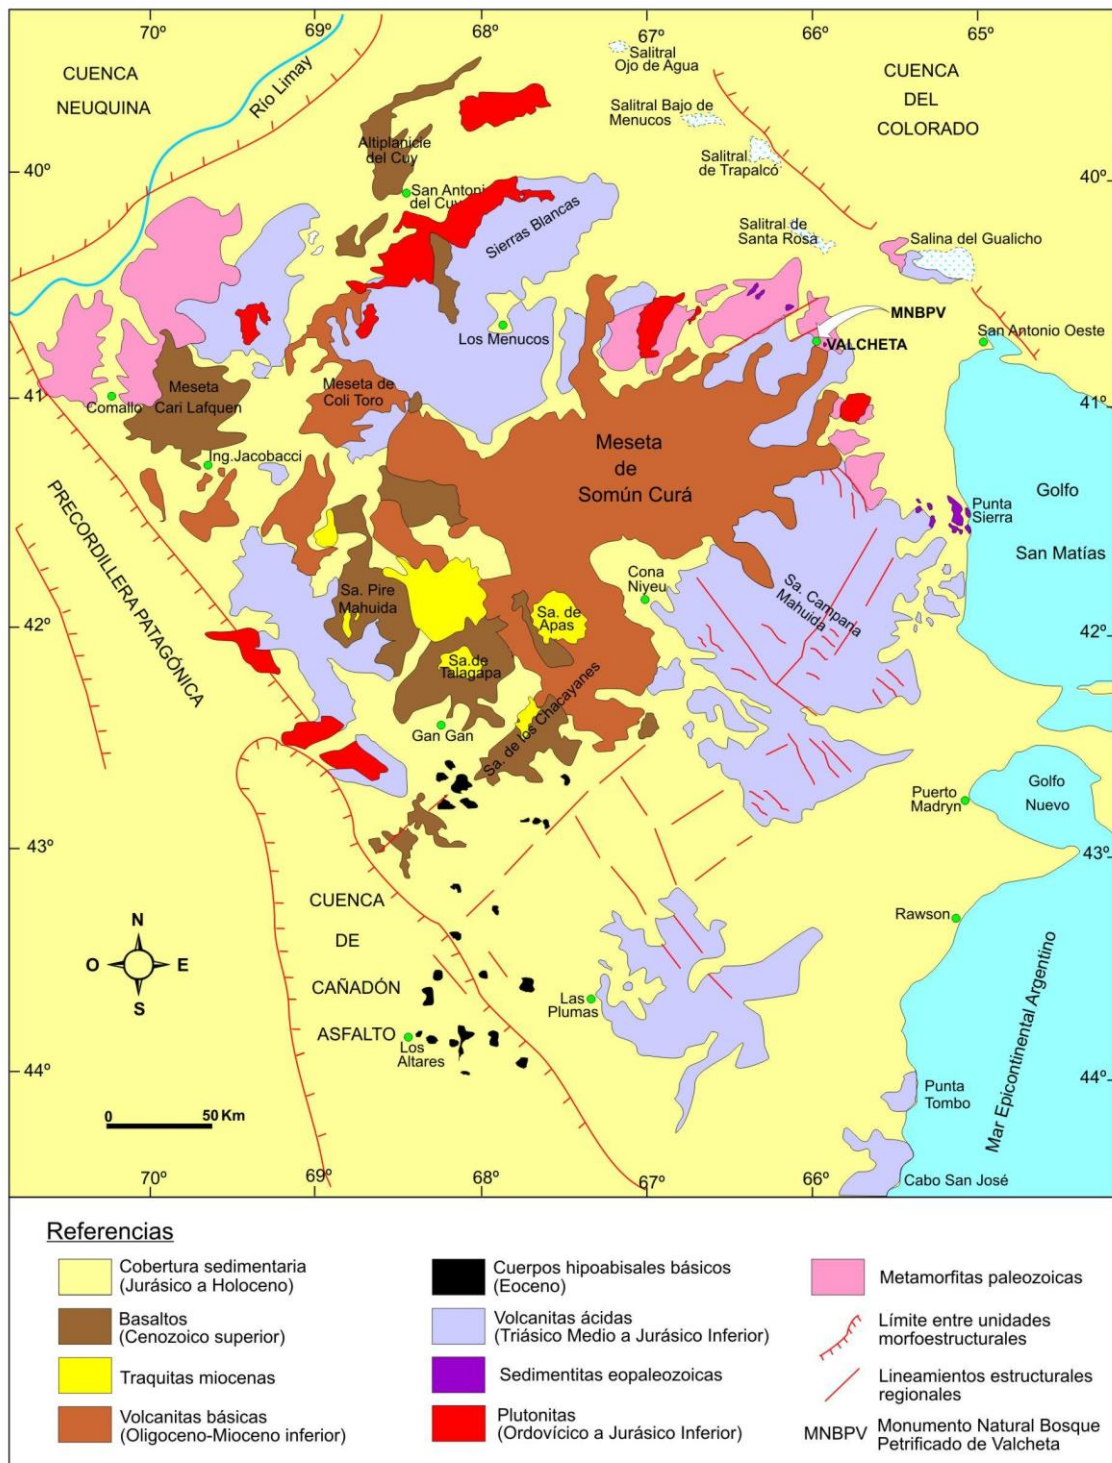 70º 69º 68º 67º 66º 65º
CUENCA
NEUQUINA
Río Limay
Altiplanicie
del Cuy
San Antoni
del Cuy
Salitral
Ojo de Agua
Salitral Bajo de
Menucos
Salitral
de Trapalcó
CUENCA
DEL
COLORADO
40º
40º
Sierras Blancas
Salitral de
Santa Rosa
Salina del Gualicho
MNBPV
VALCHETA
San Antonio Oeste
Los Menucos
Meseta
Cari Lafquen
Meseta de
Coli Toro
Comallo
41º
41º
Ing.Jacobacci
Meseta
de
Somún Curá
Punta
Sierra
Golfo
San Matías
PRECORDILLERA PATAGÓNICA
Sa. Pire
Mahuida
Sa. de
Apas
Cona
Niyeu
Sa. Campana
Mahuida
42º
42º
Sa.de
Talagapa
Gan Gan
Sa. de los Chacayanes
Puerto
Madryn
Golfo
Nuevo
43º
43º
CUENCA
DE
CAÑADÓN
ASFALTO
Rawson
N
O E
S
Las
Plumas
Los
Altares
Mar Epicontinental Argentino
44º
44º
Punta
Tombo
0 50 Km
Cabo San José
70º 69º 68º 67º 66º
Referencias
Cobertura sedimentaria
(Jurásico a Holoceno)
Basaltos
(Cenozoico superior)
Traquitas miocenas
Volcanitas básicas
(Oligoceno-Mioceno inferior)
Cuerpos hipoabisales básicos
(Eoceno)
Volcanitas ácidas
(Triásico Medio a Jurásico Inferior)
Sedimentitas eopaleozoicas
Plutonitas
(Ordovícico a Jurásico Inferior)
Metamorfitas paleozoicas
Límite entre unidades
morfoestructurales
Lineamientos estructurales
regionales
MNBPV Monumento Natural Bosque
Petrificado de Valcheta